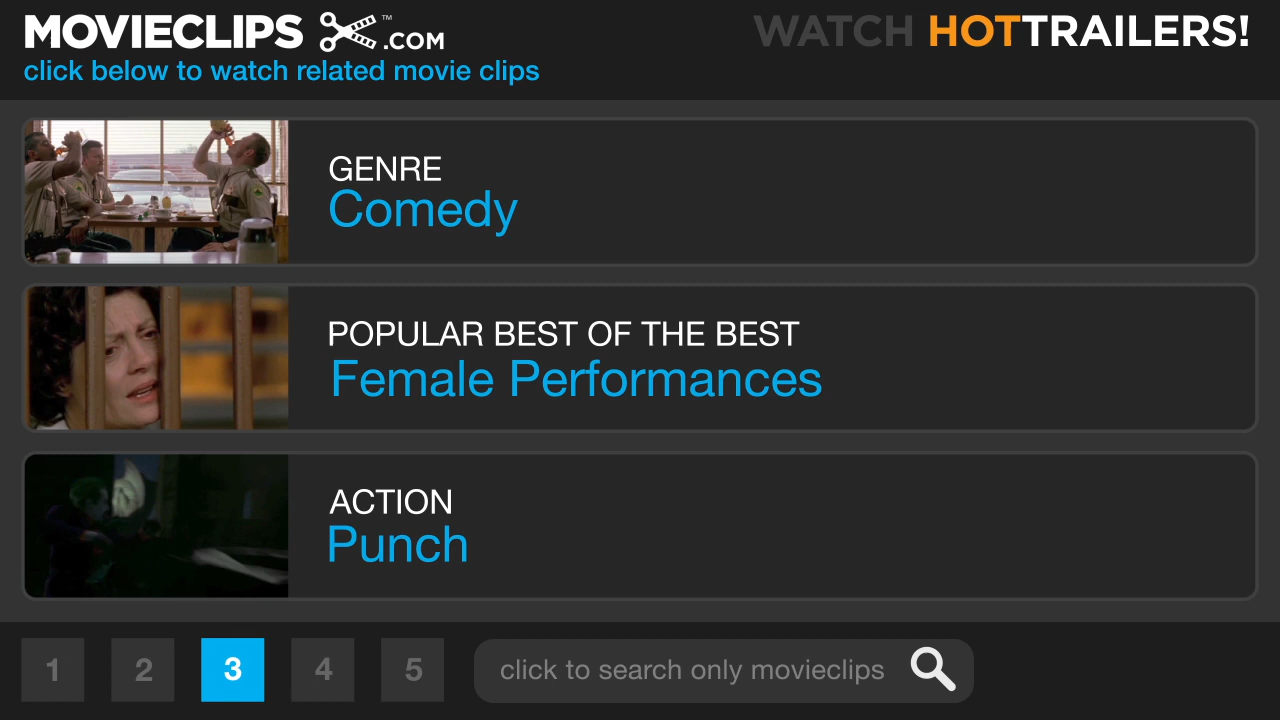 MOVIECLIPS ™ .COM
WATCH HOTTRAILERS!
click below to watch related movie clips
GENRE
Comedy
POPULAR BEST OF THE BEST
Female Performances
ACTION
Punch
1 2 3 4 5
click to search only movieclips